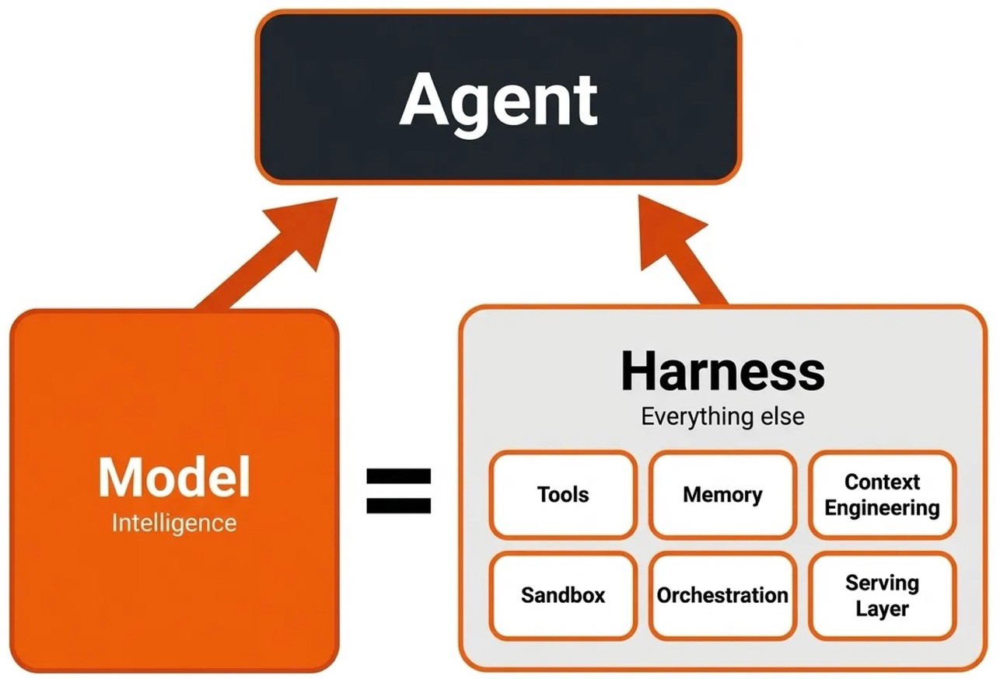 Agent
Model
Intelligence
=
Harness
Everything else
Tools
Memory
Context
Engineering
Sandbox
Orchestration
Serving
Layer